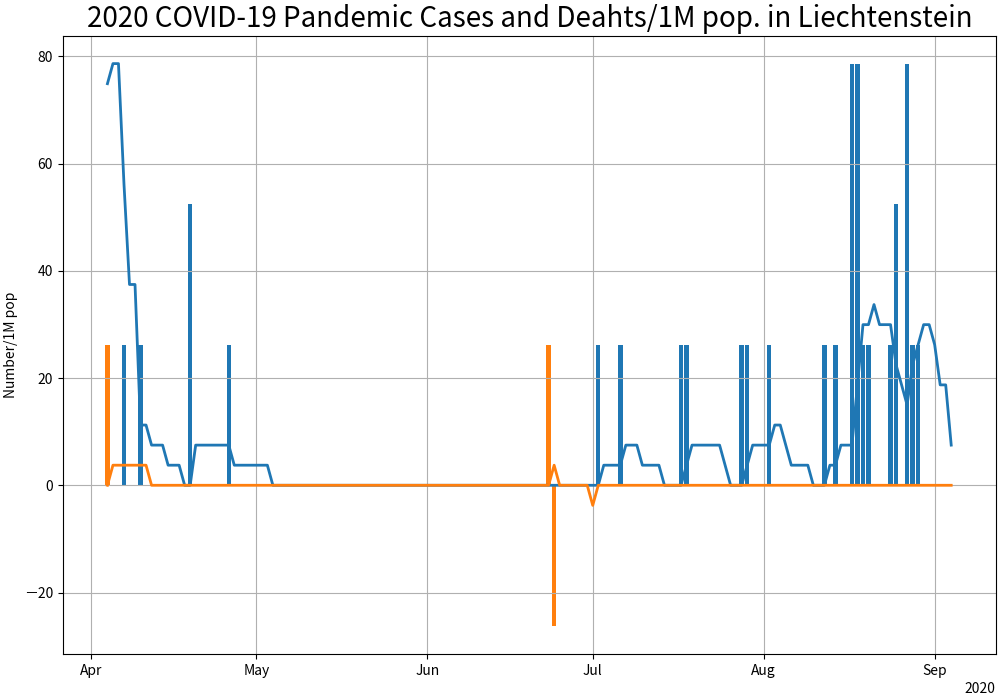 2020 COVID-19 Pandemic Cases and Deahts/1M pop. in Liechtenstein
Number/1M pop
80
60
40
20
0
−20
Apr May Jun Jul Aug Sep
2020